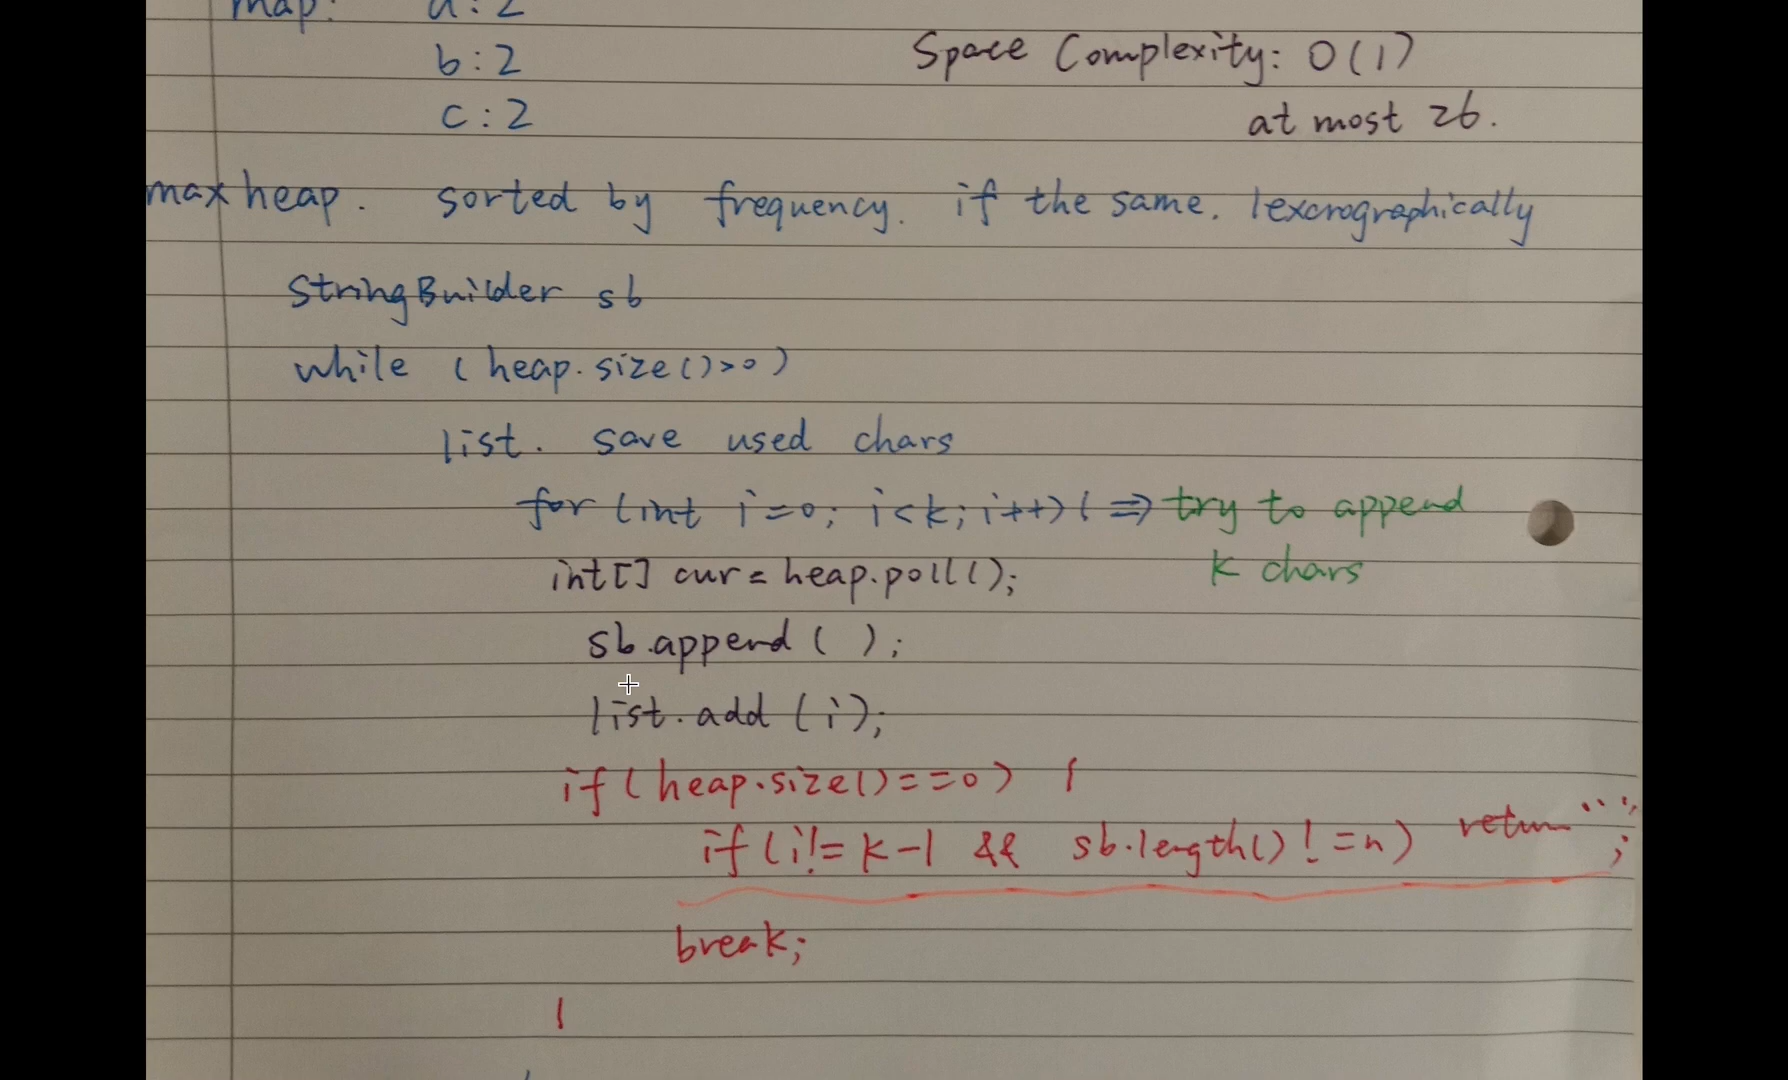 map: a:2
b:2
c:2
Space Complexity: O(1)
at most 26.
max heap. sorted by frequency. if the same. lexcrographically
StringBuilder sb
while (heap.size()>0)
list. save used chars
for (int i=0; i<k; i++){ ⇒ try to append
k chars
int[] cur = heap.poll();
sb.append( );
list.add(i);
if(heap.size()==0) {
if(i!=k-1 && sb.length()!=n) return "";
break;
}